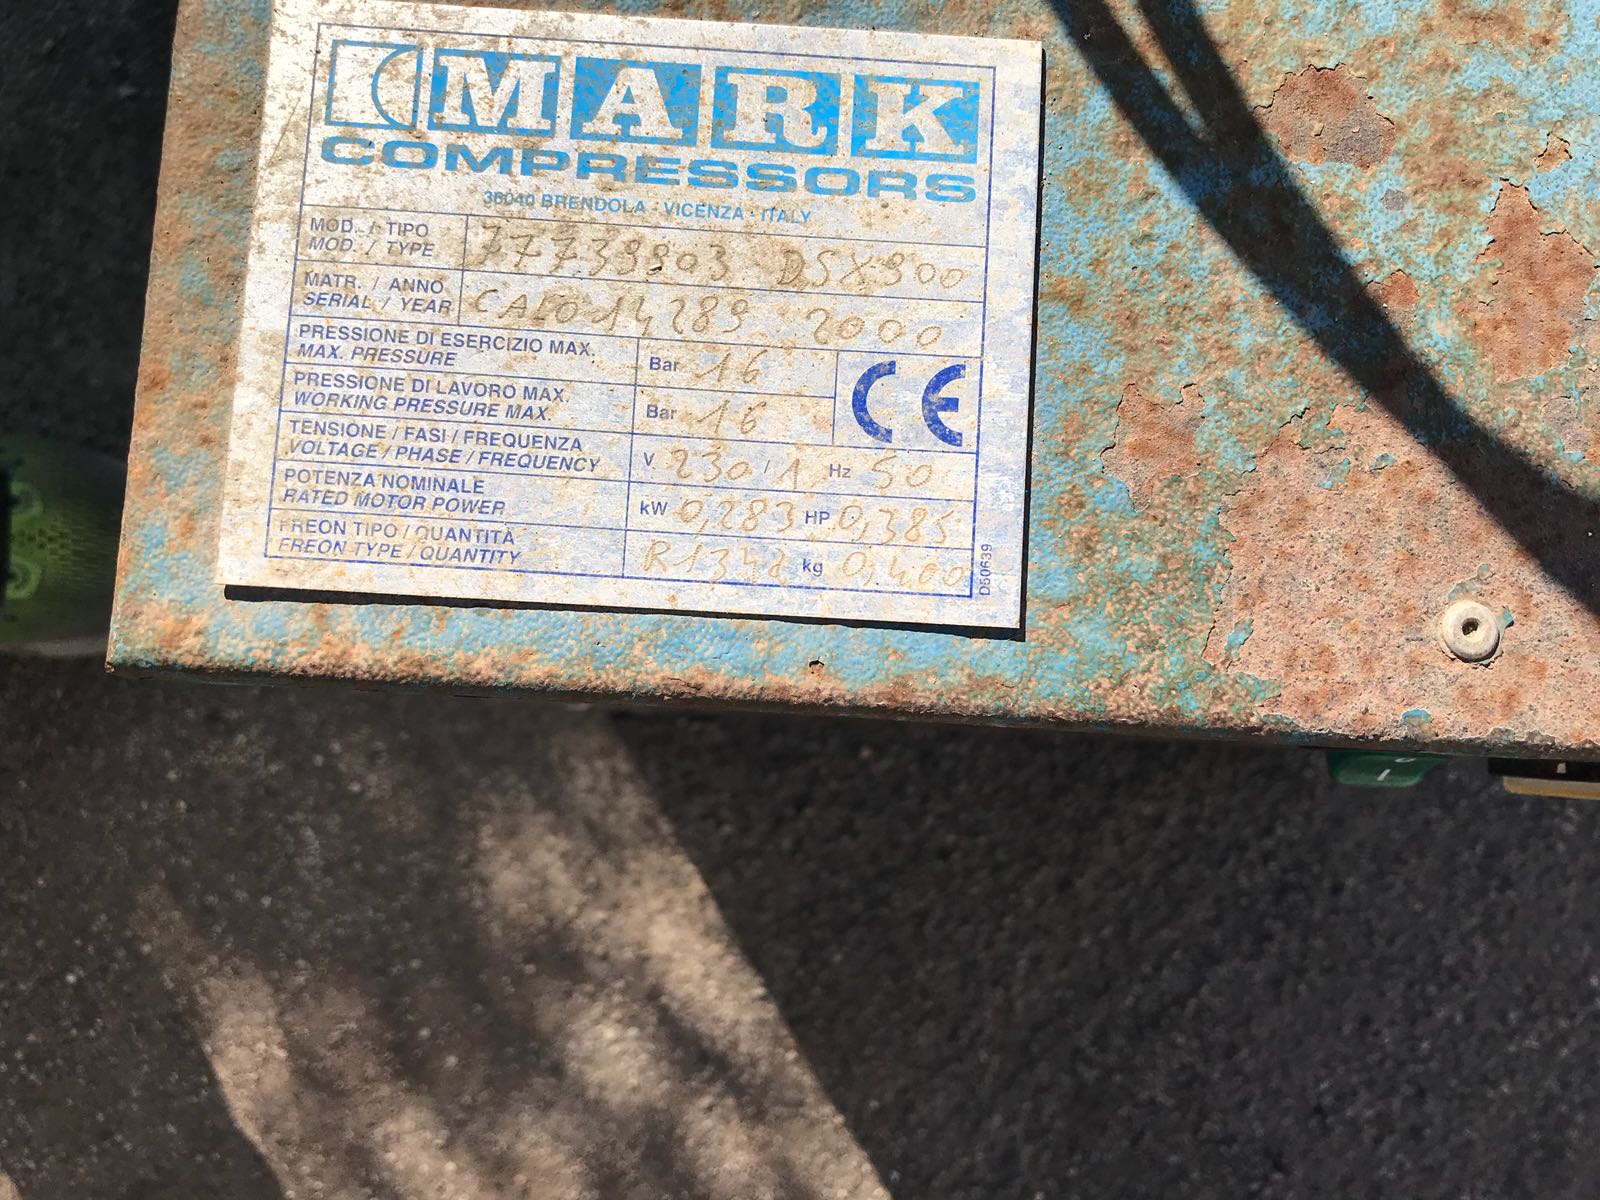 MARK
COMPRESSORS
36040 BRENDOLA - VICENZA - ITALY
MOD. / TIPO 77739903 DSX900
MOD. / TYPE
MATR. / ANNO
SERIAL / YEAR 2000
PRESSIONE DI ESERCIZIO MAX. Bar 16
MAX. PRESSURE
PRESSIONE DI LAVORO MAX. Bar 16
WORKING PRESSURE MAX.
CE
TENSIONE / FASI / FREQUENZA V 230 / 1 Hz 50
VOLTAGE / PHASE / FREQUENCY
POTENZA NOMINALE kW 0,283 HP 0,385
RATED MOTOR POWER
FREON TIPO / QUANTITÀ
FREON TYPE / QUANTITY R134a kg 0,400
D50639